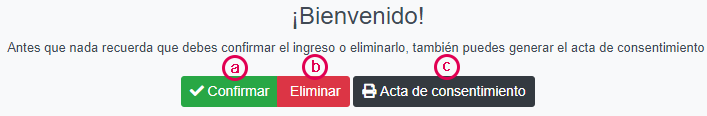 ¡Bienvenido!
Antes que nada recuerda que debes confirmar el ingreso o eliminarlo, también puedes generar el acta de consentimiento
a b c
Confirmar Eliminar Acta de consentimiento